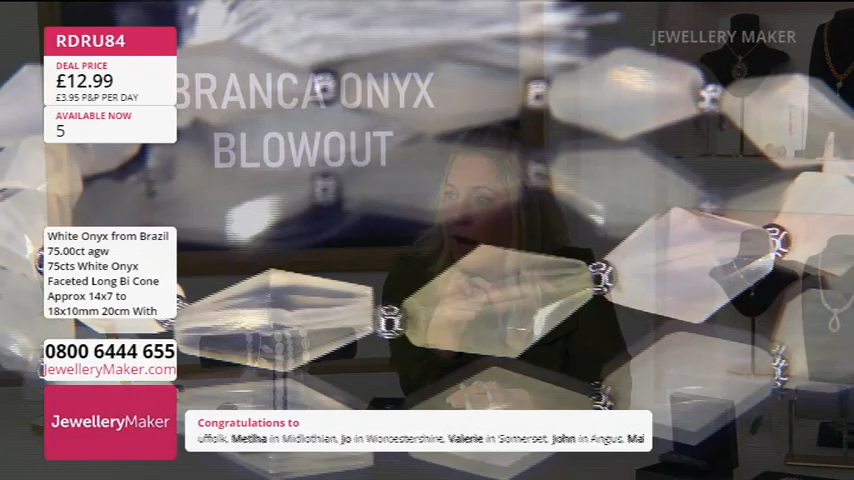 RDRU84
DEAL PRICE
£12.99
£3.95 P&P PER DAY
AVAILABLE NOW
5
JEWELLERY MAKER
BRANCA ONYX
BLOWOUT
White Onyx from Brazil
75.00ct agw
75cts White Onyx
Faceted Long Bi Cone
Approx 14x7 to
18x10mm 20cm With
0800 6444 655
JewelleryMaker.com
JewelleryMaker
Congratulations to
uffolk, in Midlothian, Jo in Worcestershire, Valerie in Somerset, John in Angus, Mai